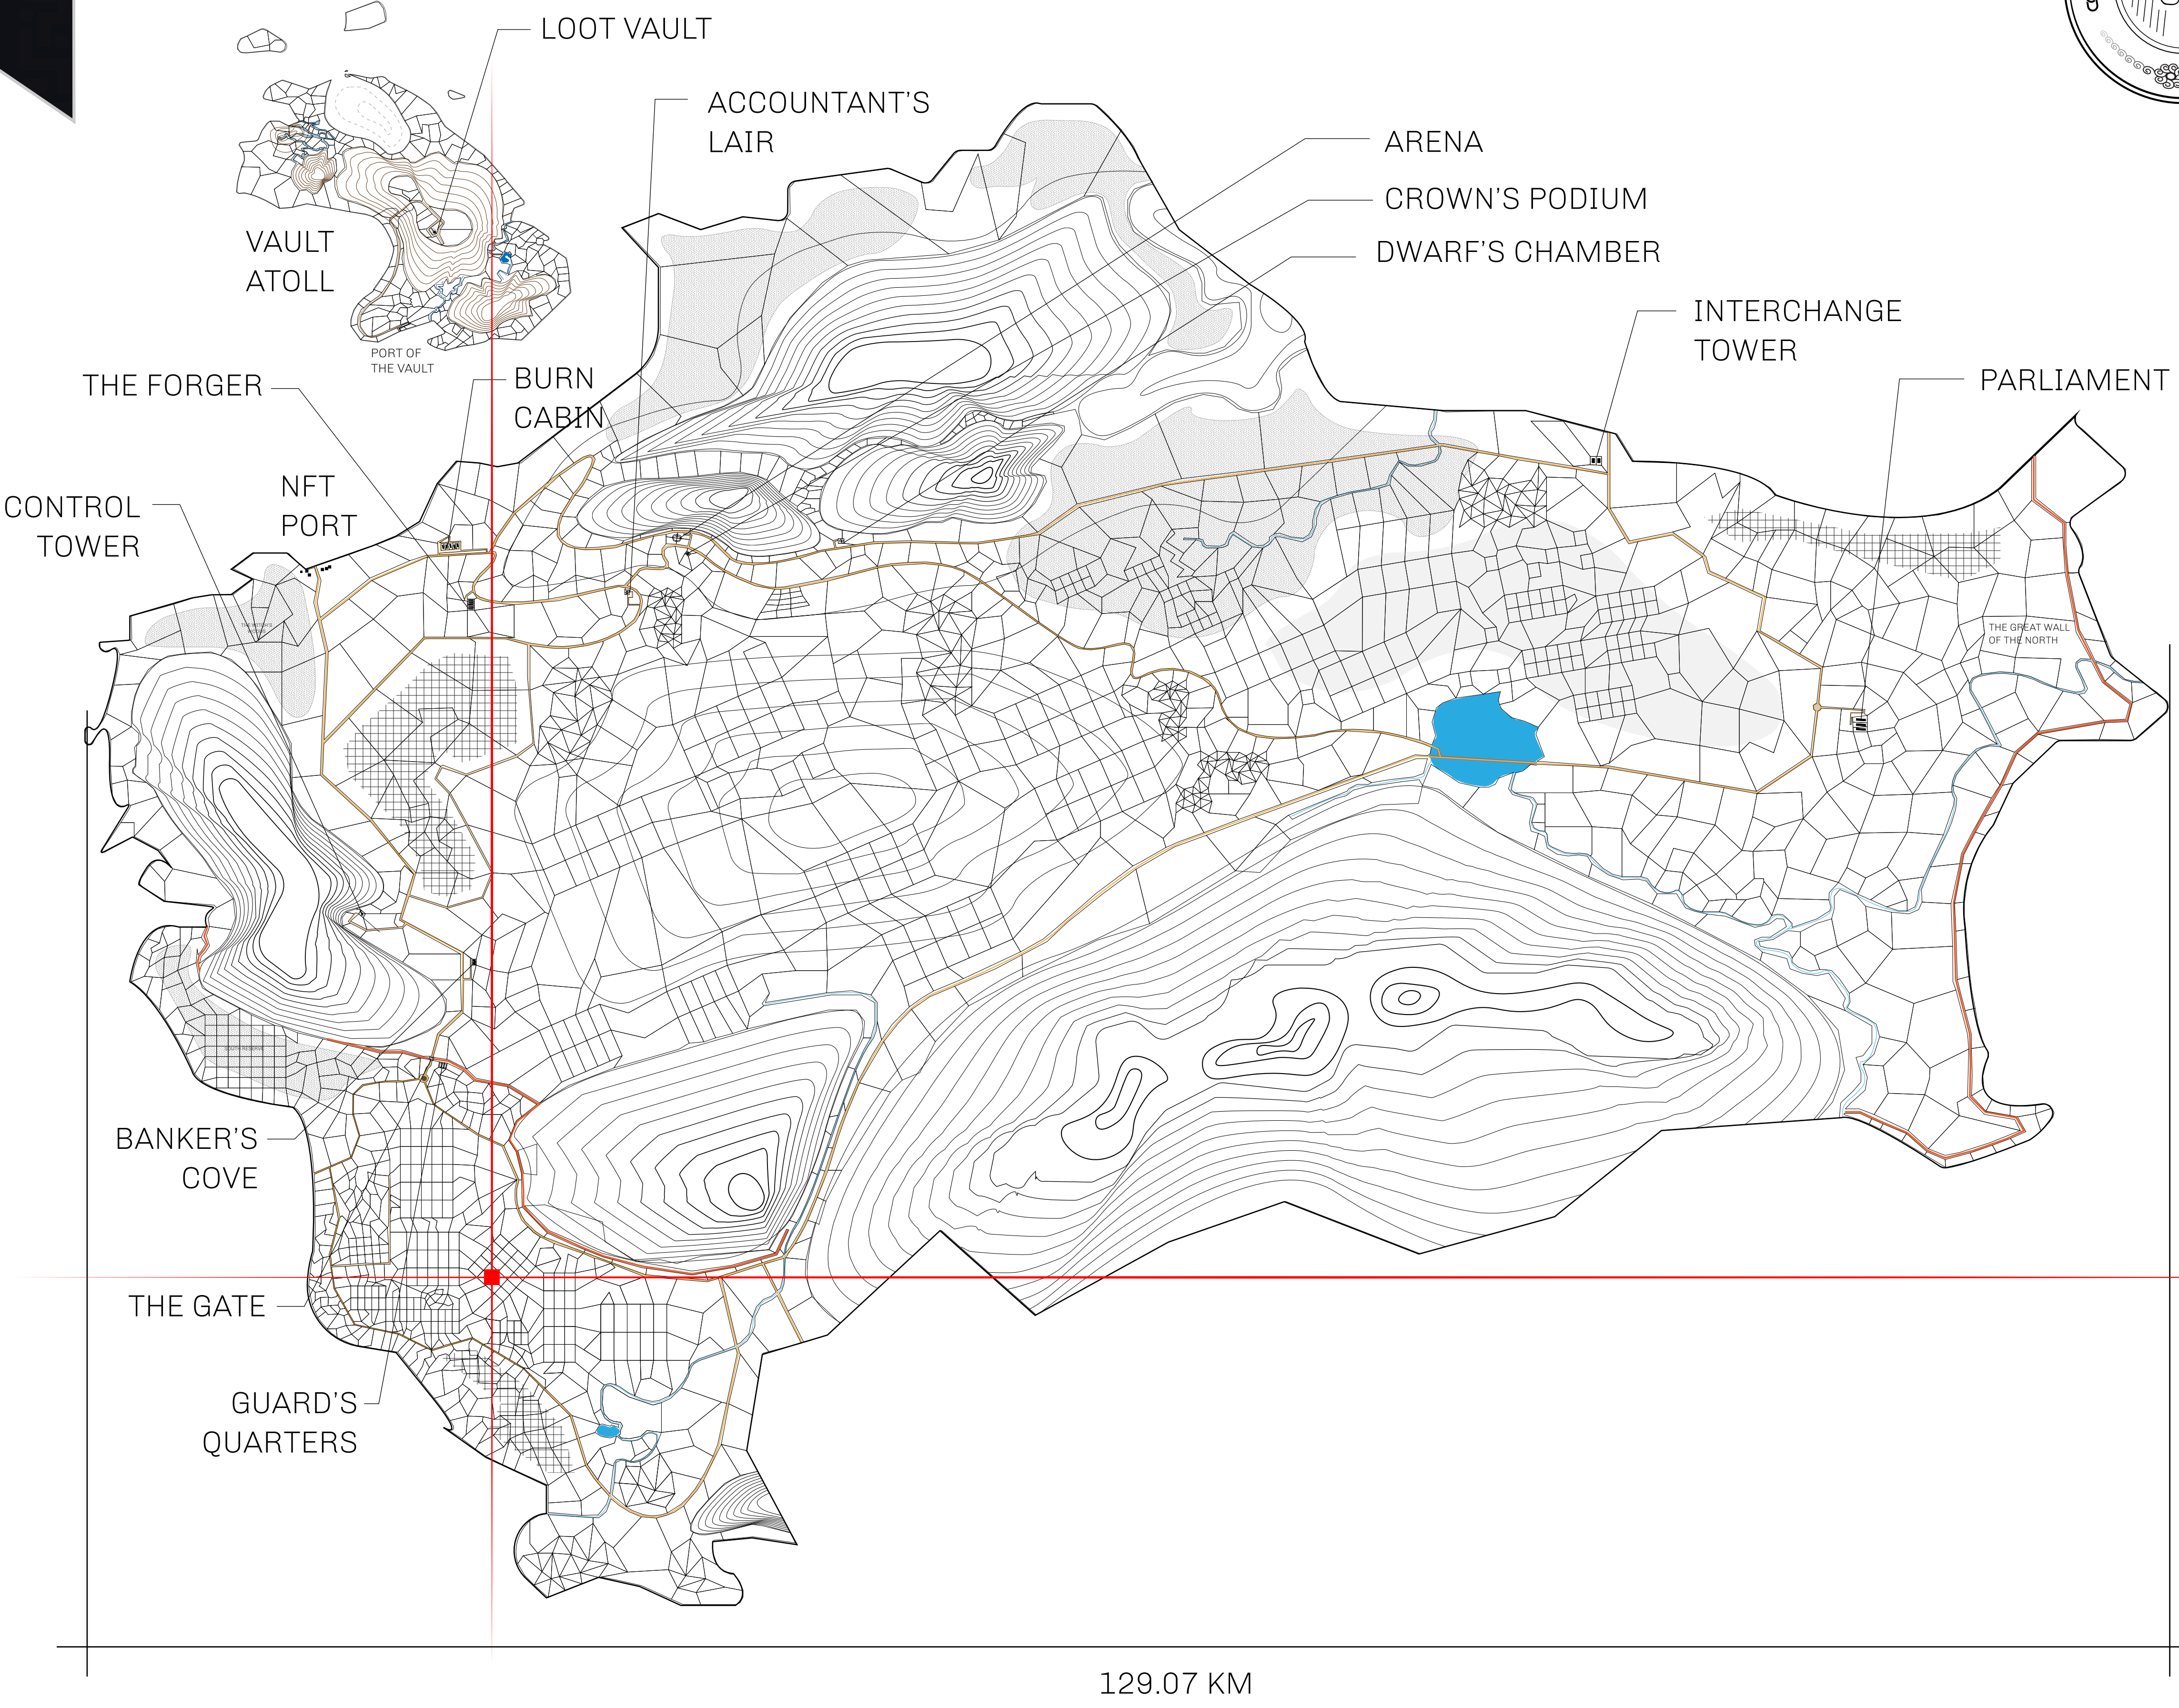 LOOT VAULT
ACCOUNTANT'S
LAIR
ARENA
CROWN'S PODIUM
DWARF'S CHAMBER
VAULT
ATOLL
INTERCHANGE
TOWER
PORT OF
THE VAULT
THE FORGER
BURN
CABIN
PARLIAMENT
NFT
PORT
CONTROL
TOWER
THE GREAT WALL
OF THE NORTH
SOUTH RESERVE
BANKER'S
COVE
THE GATE
GUARD'S
QUARTERS
129.07 KM